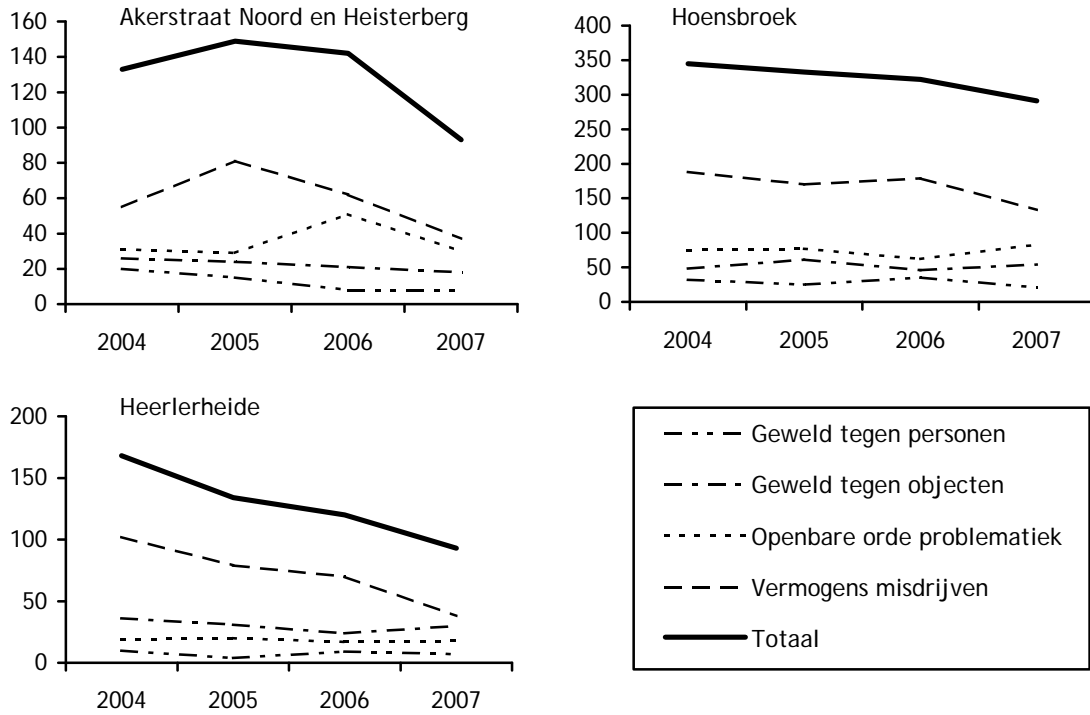 Akerstraat Noord en Heisterberg
160
140
120
100
80
60
40
20
0
2004 2005 2006 2007
Hoensbroek
400
350
300
250
200
150
100
50
0
2004 2005 2006 2007
Heerlerheide
200
150
100
50
0
2004 2005 2006 2007
Geweld tegen personen
Geweld tegen objecten
Openbare orde problematiek
Vermogens misdrijven
Totaal